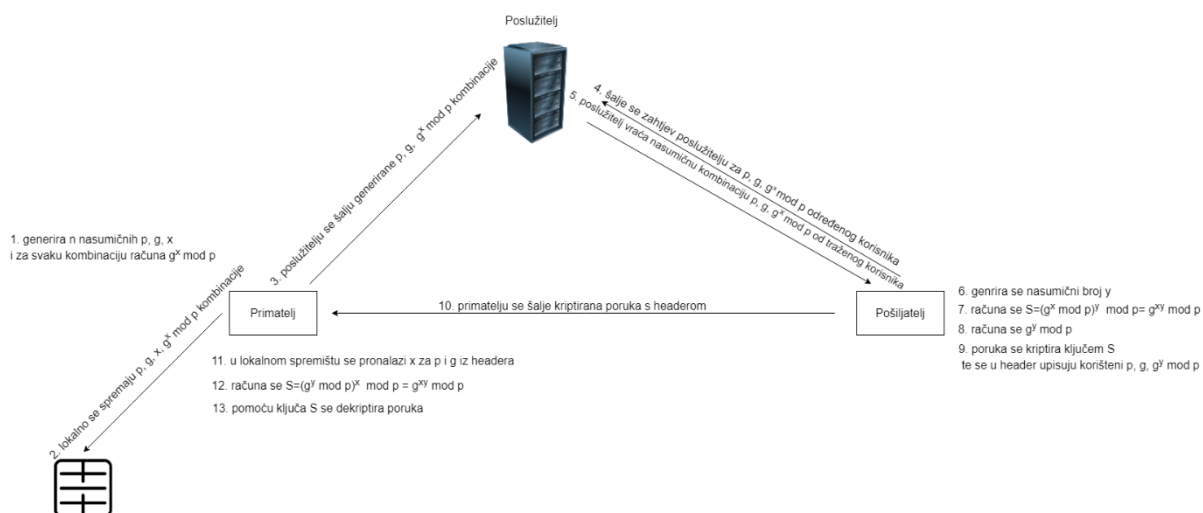 Poslužitelj
1. generira n nasumičnih p, g, x
i za svaku kombinaciju računa g^x mod p
2. lokalno se spremaju p, g, x, g^x mod p kombinacije
3. poslužitelju se šalju generirane p, g, g^x mod p kombinacije
4. šalje se zahtjev poslužitelju za p, g, g^x mod p određenog korisnika
5. poslužitelj vraća nasumičnu kombinaciju p, g, g^x mod p od traženog korisnika
Primatelj
Pošiljatelj
6. genrira se nasumični broj y
7. računa se S=(g^x mod p)^y mod p= g^xy mod p
8. računa se g^y mod p
9. poruka se kriptira ključem S
te se u header upisuju korišteni p, g, g^y mod p
10. primatelju se šalje kriptirana poruka s headerom
11. u lokalnom spremištu se pronalazi x za p i g iz headera
12. računa se S=(g^y mod p)^x mod p = g^xy mod p
13. pomoću ključa S se dekriptira poruka